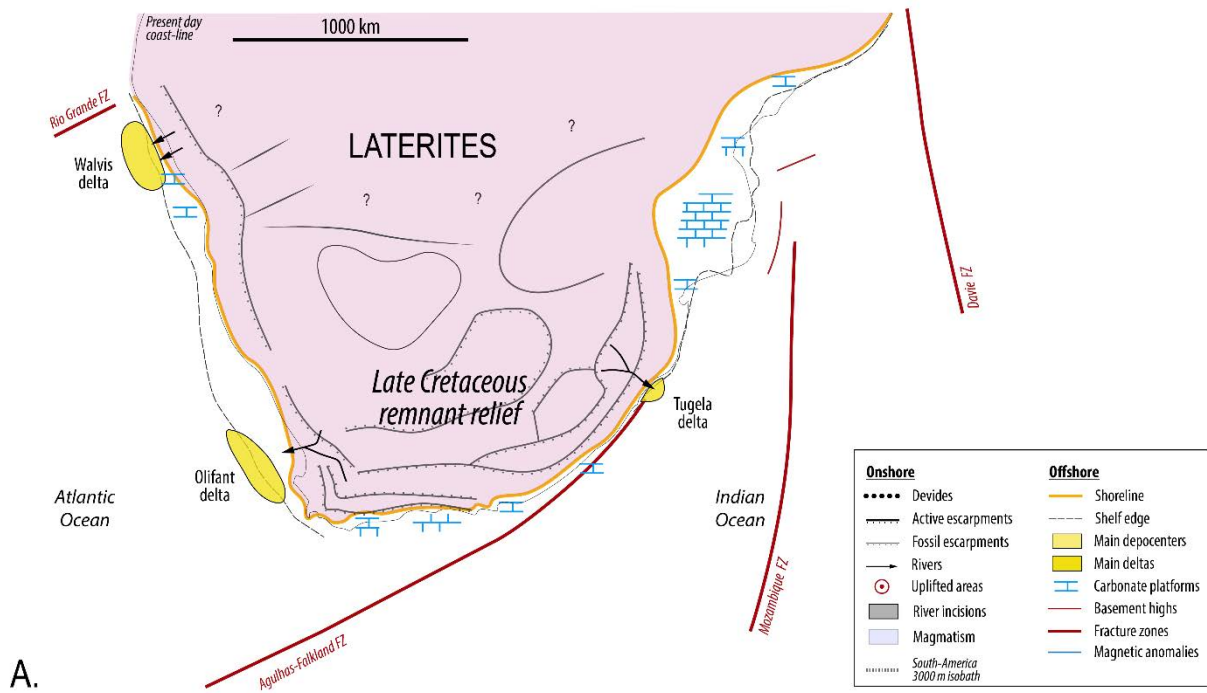 Present day
coast-line
1000 km
Rio Grande FZ
?
?
LATERITES
Walvis
delta
?
?
Davie FZ
Late Cretaceous
remnant relief
Tugela
delta
Olifant
delta
Atlantic
Ocean
Indian
Ocean
Mozambique FZ
Agulhas-Falkland FZ
A.
Onshore
Devides
Active escarpments
Fossil escarpments
Rivers
Uplifted areas
River incisions
Magmatism
South-America
3000 m isobath
Offshore
Shoreline
Shelf edge
Main depocenters
Main deltas
Carbonate platforms
Basement highs
Fracture zones
Magnetic anomalies